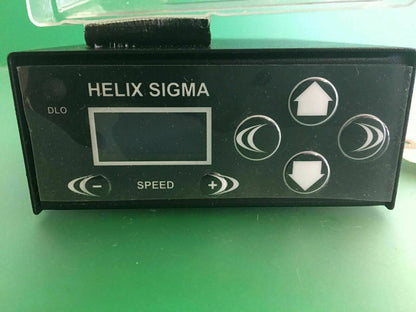 HELIX SIGMA
DLO
- SPEED +